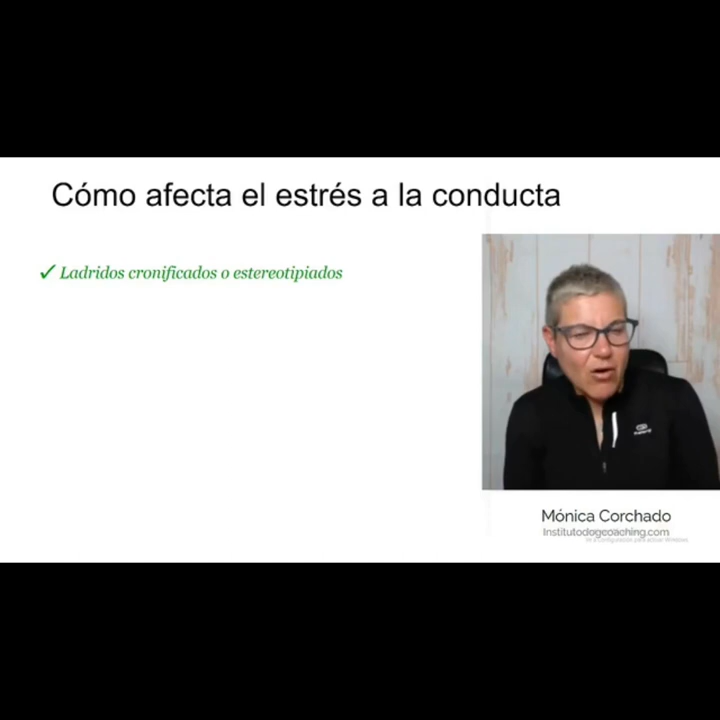 Cómo afecta el estrés a la conducta
✓ Ladridos cronificados o estereotipiados
Mónica Corchado
Institutodogcoaching.com